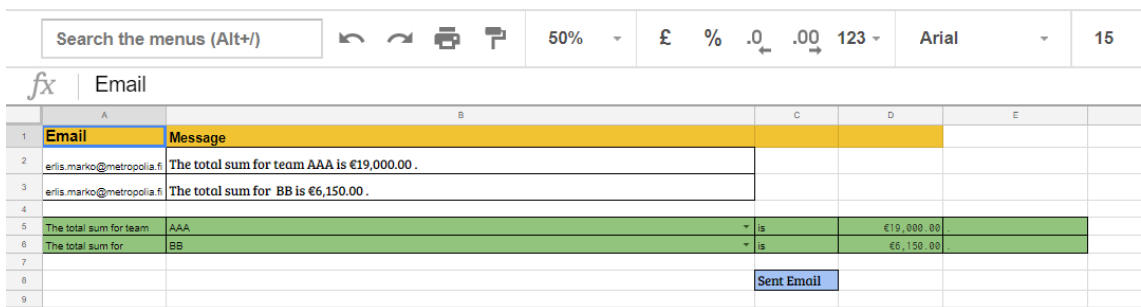 Search the menus (Alt+/) 50% £ % .0 .00 123 Arial 15
fx Email
A B C D E
1 Email Message
2 erlis.marko@metropolia.fi The total sum for team AAA is €19,000.00 .
3 erlis.marko@metropolia.fi The total sum for BB is €6,150.00 .
4
5 The total sum for team AAA is €19,000.00 .
6 The total sum for BB is €6,150.00 .
7
8 Sent Email
9